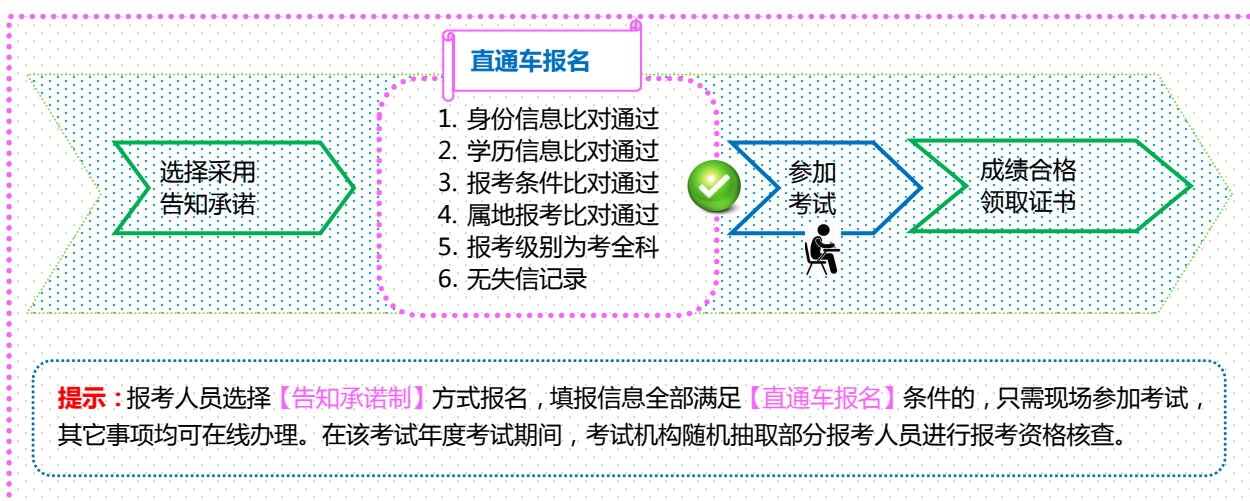 直通车报名
选择采用
告知承诺
1. 身份信息比对通过
2. 学历信息比对通过
3. 报考条件比对通过
4. 属地报考比对通过
5. 报考级别为考全科
6. 无失信记录
参加
考试
成绩合格
领取证书
提示：报考人员选择【告知承诺制】方式报名，填报信息全部满足【直通车报名】条件的，只需现场参加考试，
其它事项均可在线办理。在该考试年度考试期间，考试机构随机抽取部分报考人员进行报考资格核查。